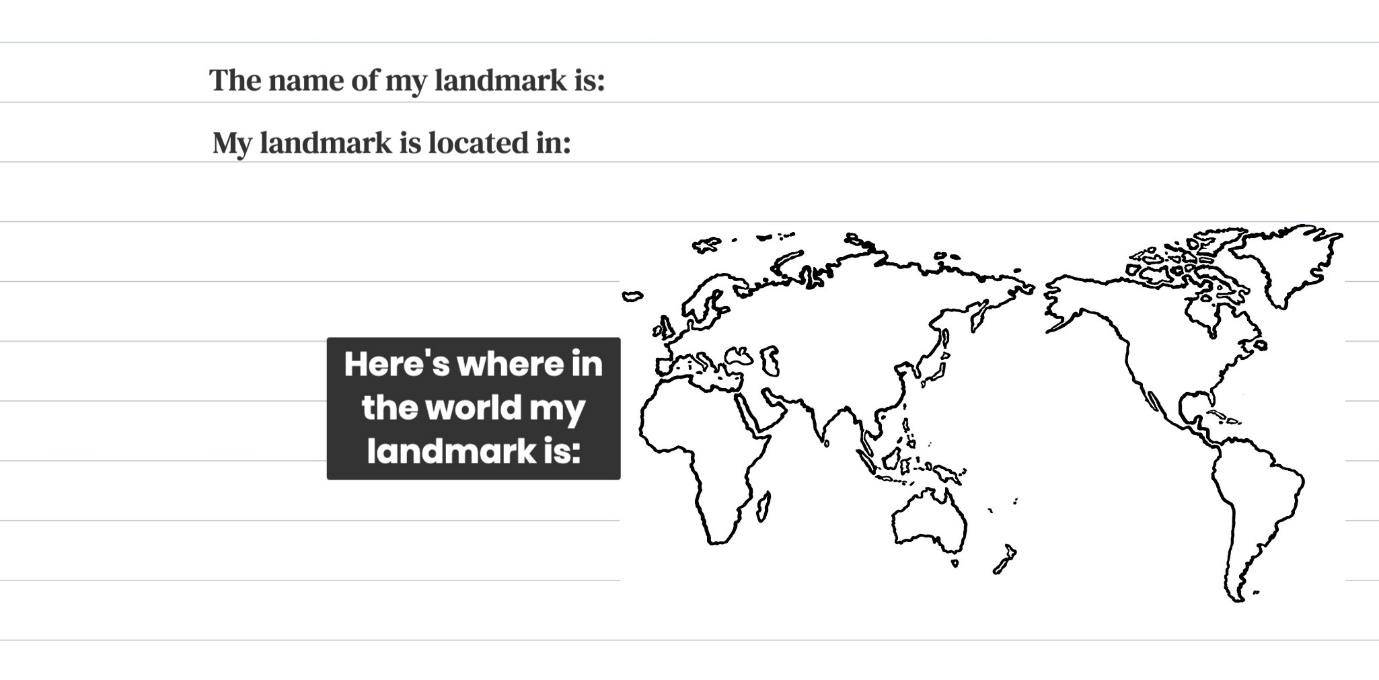 The name of my landmark is:
My landmark is located in:
Here's where in
the world my
landmark is: